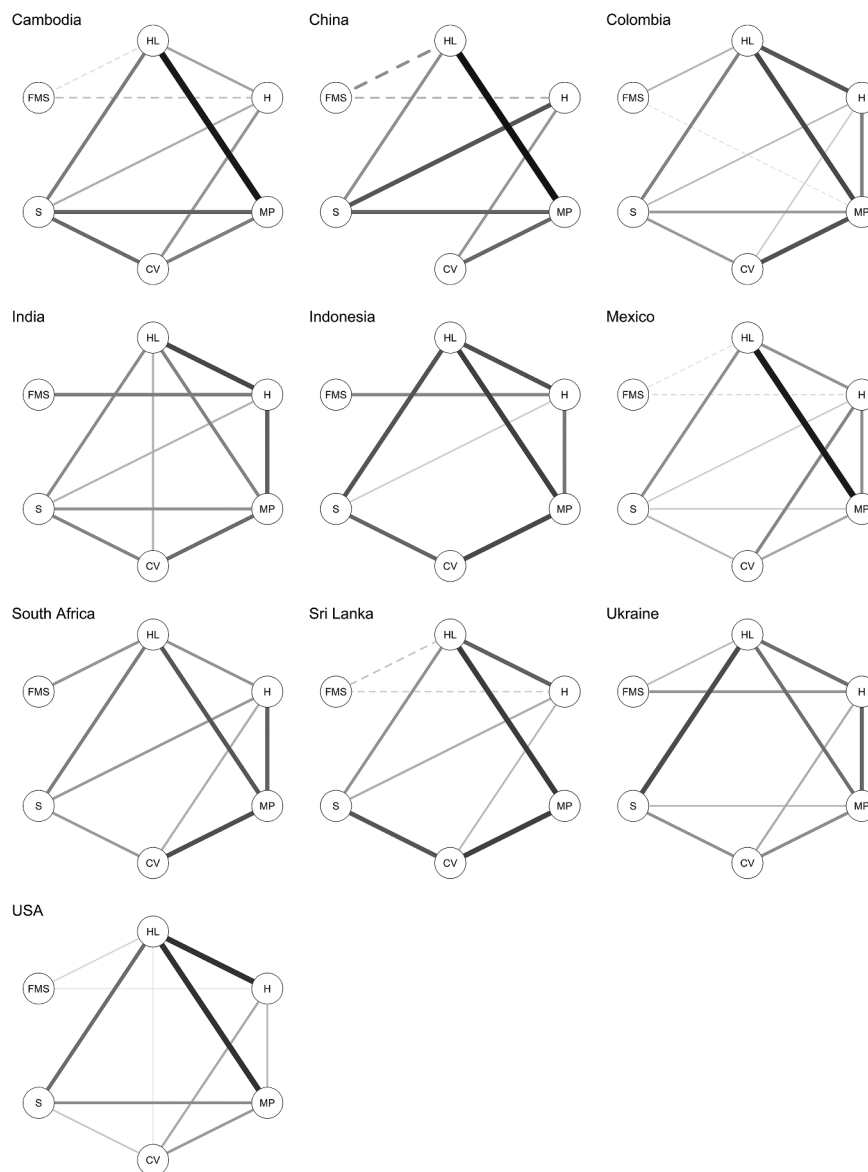 Cambodia
China
Colombia
HL
HL
HL
FMS
H
FMS
H
FMS
H
S
MP
S
MP
S
MP
CV
CV
CV
India
Indonesia
Mexico
HL
HL
HL
FMS
H
FMS
H
FMS
H
S
MP
S
MP
S
MP
CV
CV
CV
South Africa
Sri Lanka
Ukraine
HL
HL
HL
FMS
H
FMS
H
FMS
H
S
MP
S
MP
S
MP
CV
CV
CV
USA
HL
FMS
H
S
MP
CV